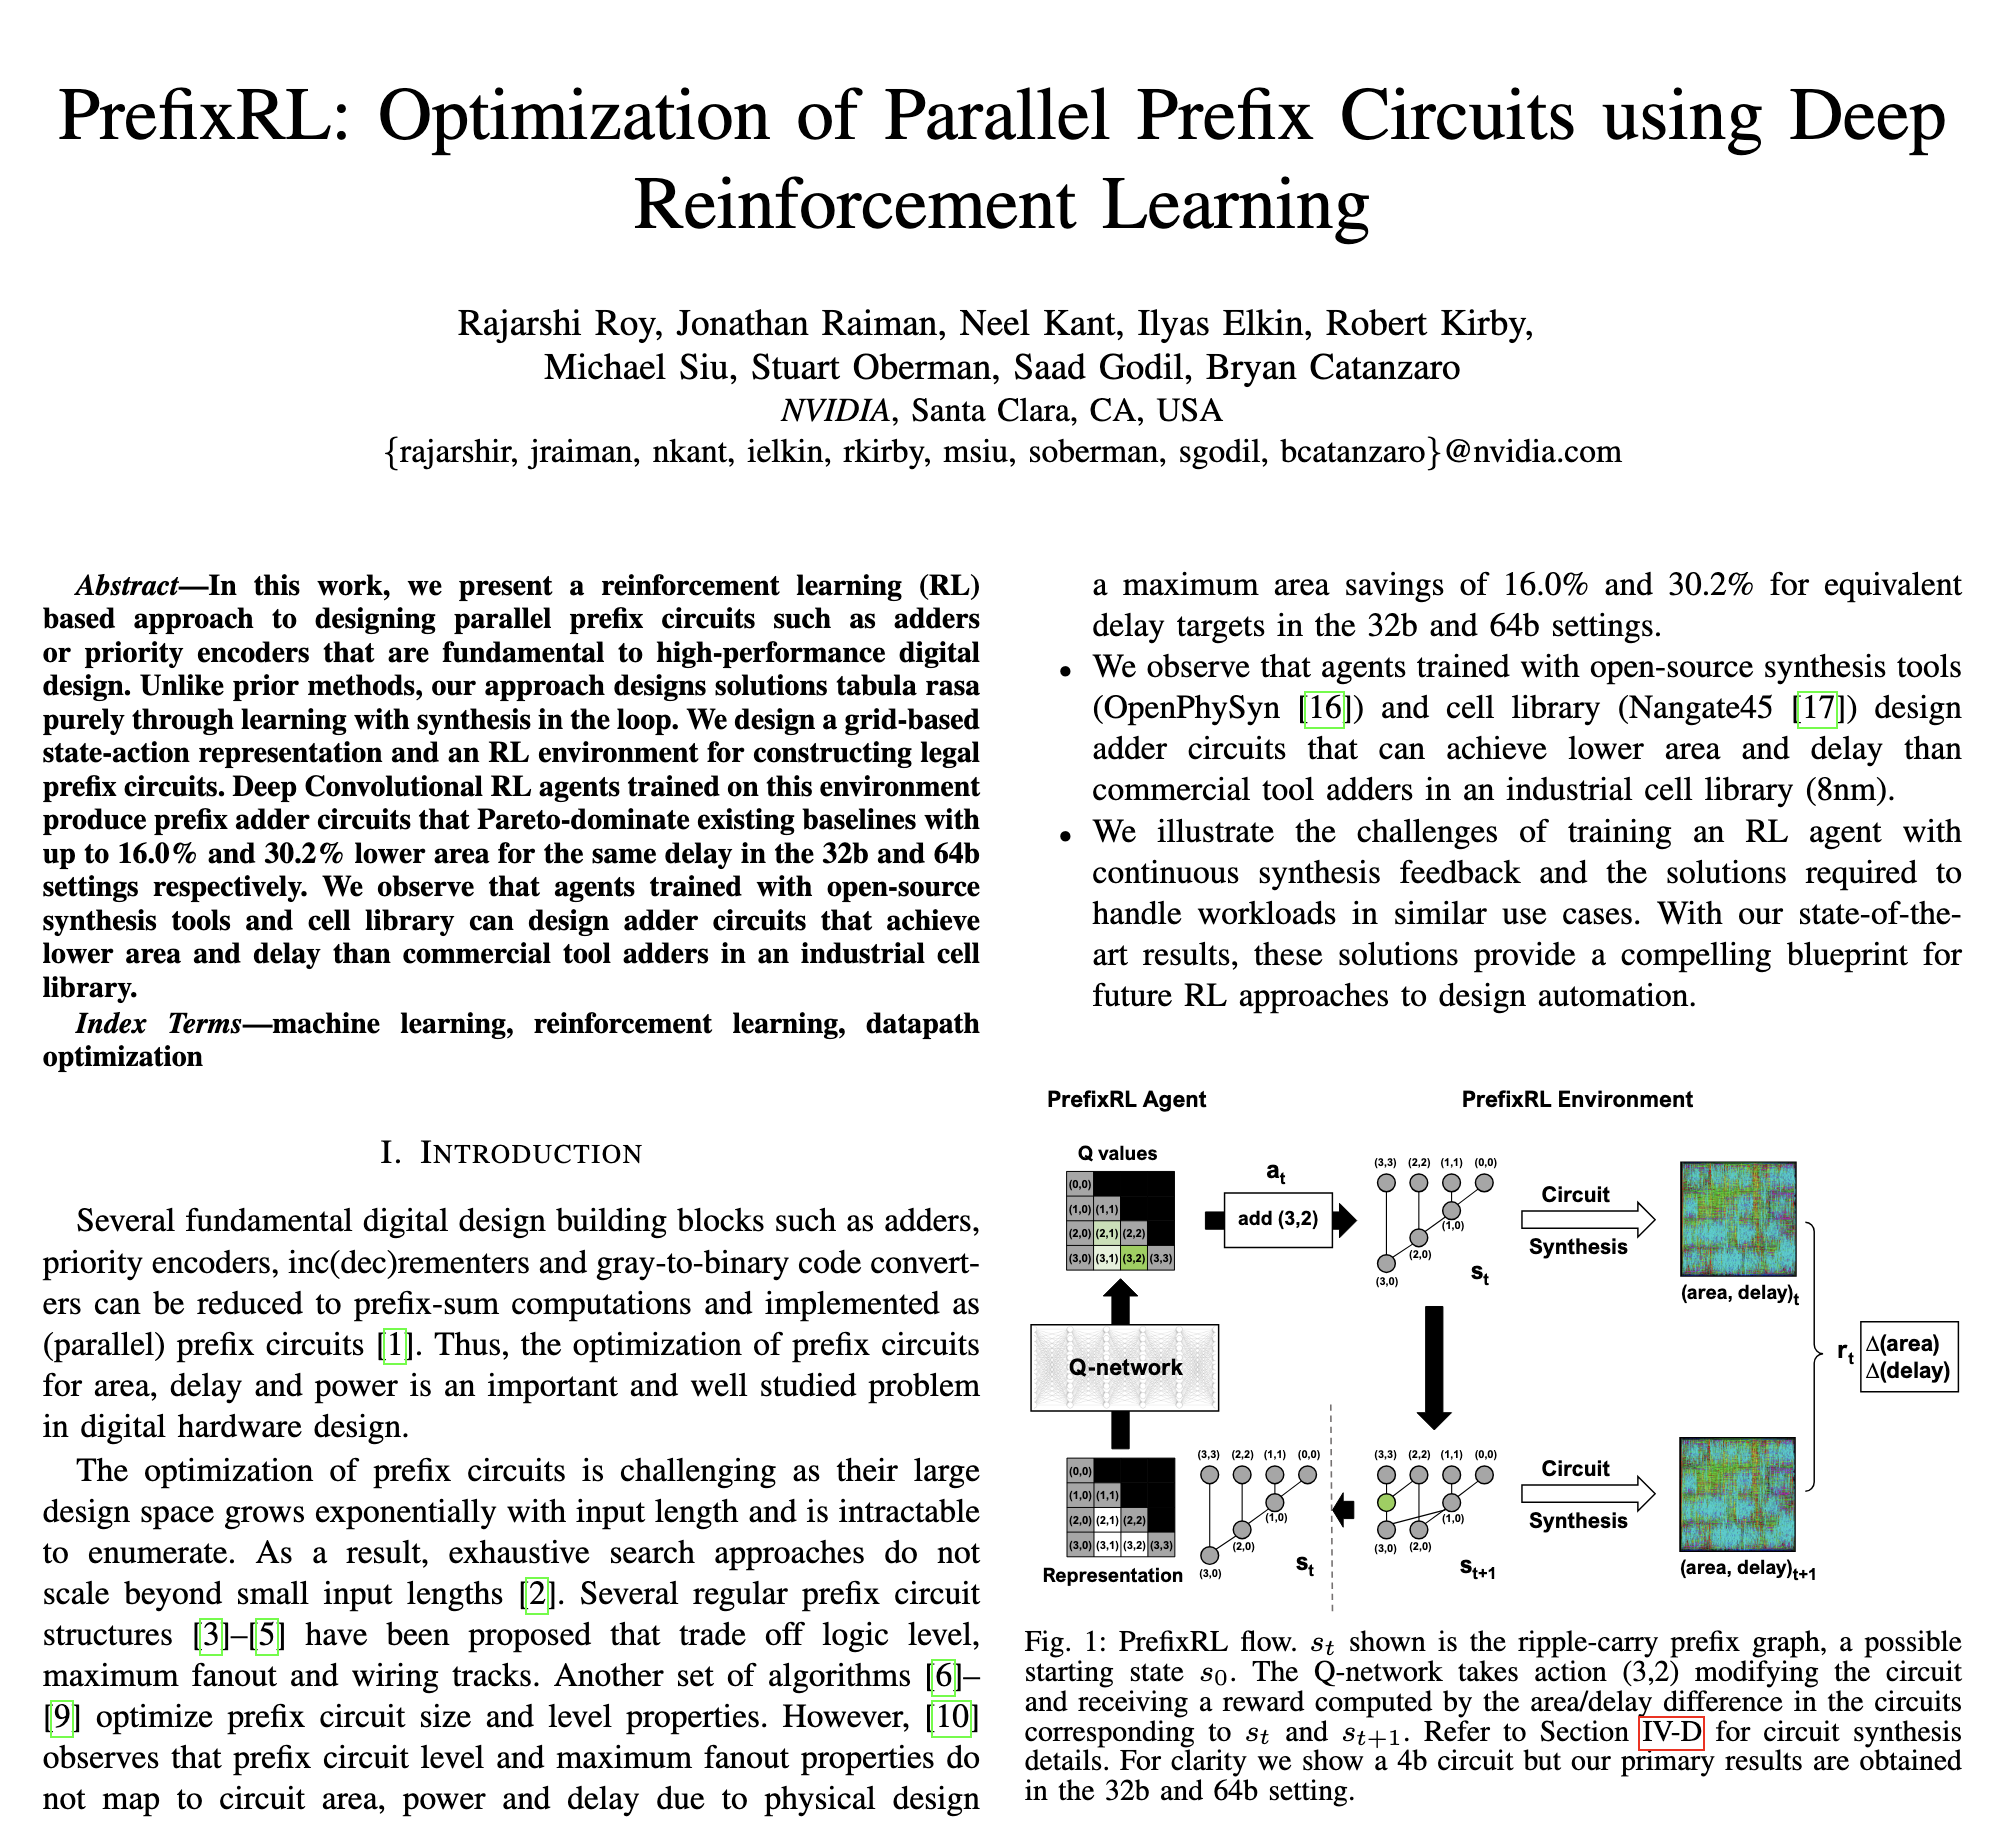 PrefixRL: Optimization of Parallel Prefix Circuits using Deep
Reinforcement Learning
Rajarshi Roy, Jonathan Raiman, Neel Kant, Ilyas Elkin, Robert Kirby,
Michael Siu, Stuart Oberman, Saad Godil, Bryan Catanzaro
NVIDIA, Santa Clara, CA, USA
{rajarshir, jraiman, nkant, ielkin, rkirby, msiu, soberman, sgodil, bcatanzaro}@nvidia.com
Abstract—In this work, we present a reinforcement learning (RL)
based approach to designing parallel prefix circuits such as adders
or priority encoders that are fundamental to high-performance digital
design. Unlike prior methods, our approach designs solutions tabula rasa
purely through learning with synthesis in the loop. We design a grid-based
state-action representation and an RL environment for constructing legal
prefix circuits. Deep Convolutional RL agents trained on this environment
produce prefix adder circuits that Pareto-dominate existing baselines with
up to 16.0% and 30.2% lower area for the same delay in the 32b and 64b
settings respectively. We observe that agents trained with open-source
synthesis tools and cell library can design adder circuits that achieve
lower area and delay than commercial tool adders in an industrial cell
library.
Index Terms—machine learning, reinforcement learning, datapath
optimization
I. INTRODUCTION
Several fundamental digital design building blocks such as adders,
priority encoders, inc(dec)rementers and gray-to-binary code convert-
ers can be reduced to prefix-sum computations and implemented as
(parallel) prefix circuits [1]. Thus, the optimization of prefix circuits
for area, delay and power is an important and well studied problem
in digital hardware design.
The optimization of prefix circuits is challenging as their large
design space grows exponentially with input length and is intractable
to enumerate. As a result, exhaustive search approaches do not
scale beyond small input lengths [2]. Several regular prefix circuit
structures [3]–[5] have been proposed that trade off logic level,
maximum fanout and wiring tracks. Another set of algorithms [6]–
[9] optimize prefix circuit size and level properties. However, [10]
observes that prefix circuit level and maximum fanout properties do
not map to circuit area, power and delay due to physical design
a maximum area savings of 16.0% and 30.2% for equivalent
delay targets in the 32b and 64b settings.
• We observe that agents trained with open-source synthesis tools
(OpenPhySyn [16]) and cell library (Nangate45 [17]) design
adder circuits that can achieve lower area and delay than
commercial tool adders in an industrial cell library (8nm).
• We illustrate the challenges of training an RL agent with
continuous synthesis feedback and the solutions required to
handle workloads in similar use cases. With our state-of-the-
art results, these solutions provide a compelling blueprint for
future RL approaches to design automation.
PrefixRL Agent
PrefixRL Environment
Q values
(0,0)
(1,0) (1,1)
(2,0) (2,1) (2,2)
(3,0) (3,1) (3,2) (3,3)
a_t
add (3,2)
(3,3) (2,2) (1,1) (0,0)
(1,0)
(2,0)
(3,0)
s_t
Circuit
Synthesis
(area, delay)_t
Q-network
r_t
Δ(area)
Δ(delay)
(0,0)
(1,0) (1,1)
(2,0) (2,1) (2,2)
(3,0) (3,1) (3,2) (3,3)
Representation
(3,3) (2,2) (1,1) (0,0)
(1,0)
(2,0)
(3,0)
s_t
(3,3) (2,2) (1,1) (0,0)
(1,0)
(3,0) (2,0)
s_t+1
Circuit
Synthesis
(area, delay)_t+1
Fig. 1: PrefixRL flow. s_t shown is the ripple-carry prefix graph, a possible
starting state s_0. The Q-network takes action (3,2) modifying the circuit
and receiving a reward computed by the area/delay difference in the circuits
corresponding to s_t and s_t+1. Refer to Section IV-D for circuit synthesis
details. For clarity we show a 4b circuit but our primary results are obtained
in the 32b and 64b setting.